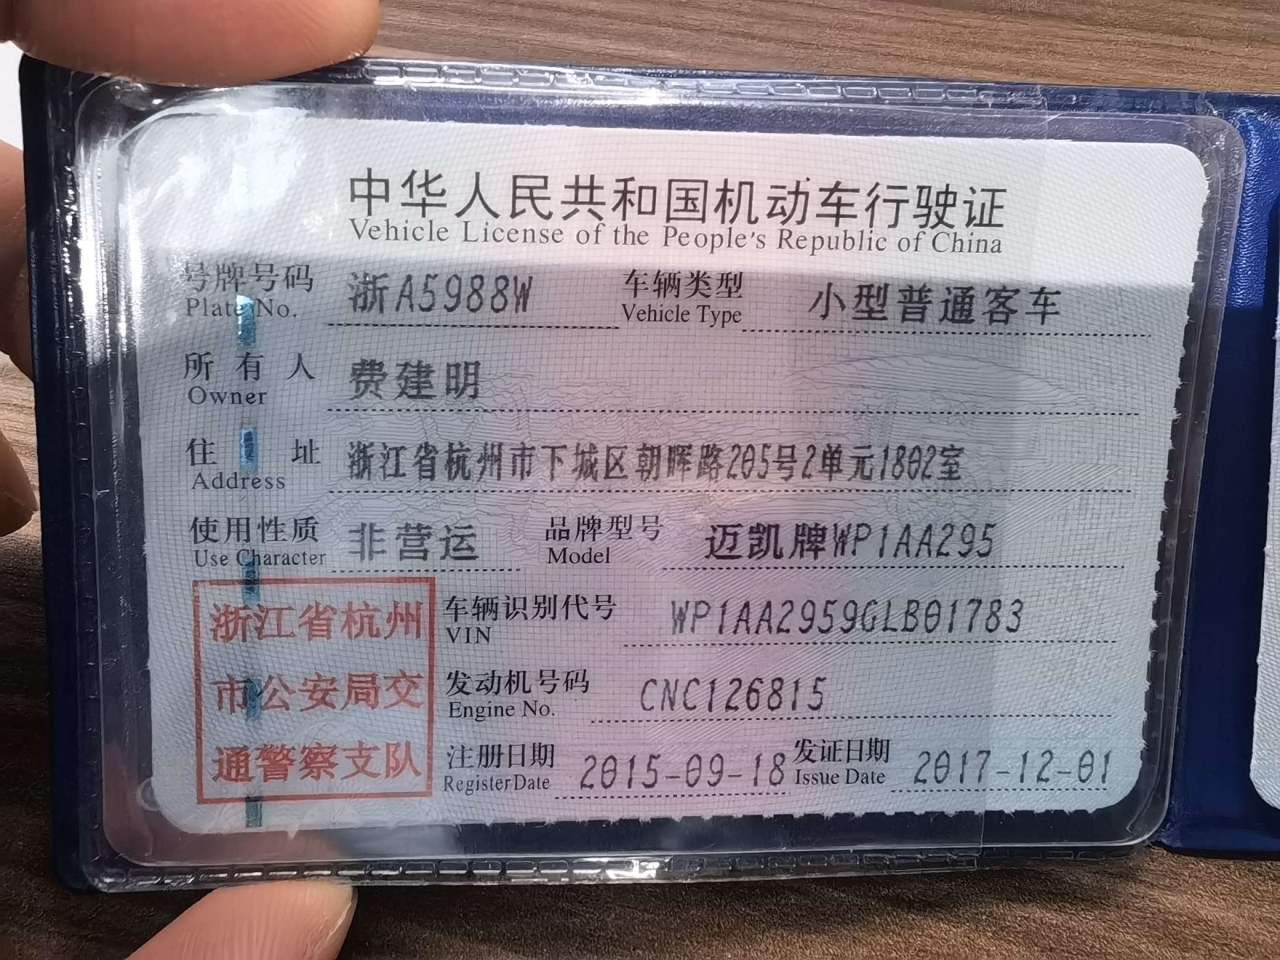 中华人民共和国机动车行驶证
Vehicle License of the People's Republic of China
号牌号码 浙A5988W 车辆类型 小型普通客车
Plate No. Vehicle Type
所有人 费建明
Owner
住址 浙江省杭州市下城区朝晖路205号2单元1802室
Address
使用性质 非营运 品牌型号 迈凯牌WP1AA295
Use Character Model
浙江省杭州
市公安局交
通警察支队
车辆识别代号 WP1AA2959GLB01783
VIN
发动机号码 CNC126815
Engine No.
注册日期 2015-09-18 发证日期 2017-12-01
Register Date Issue Date